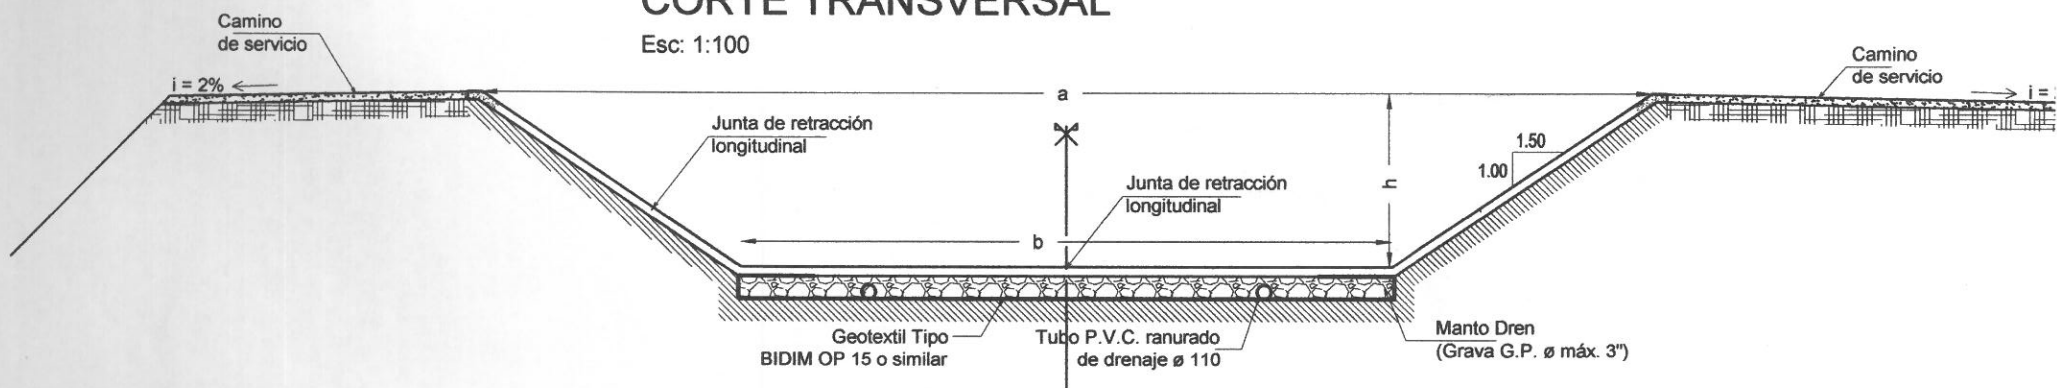 CORTE TRANSVERSAL
Esc: 1:100
Camino
de servicio
i = 2%
a
Camino
de servicio
i =
Junta de retracción
longitudinal
1.50
1.00
h
Junta de retracción
longitudinal
b
Geotextil Tipo
BIDIM OP 15 o similar
Tubo P.V.C. ranurado
de drenaje ø 110
Manto Dren
(Grava G.P. ø máx. 3")